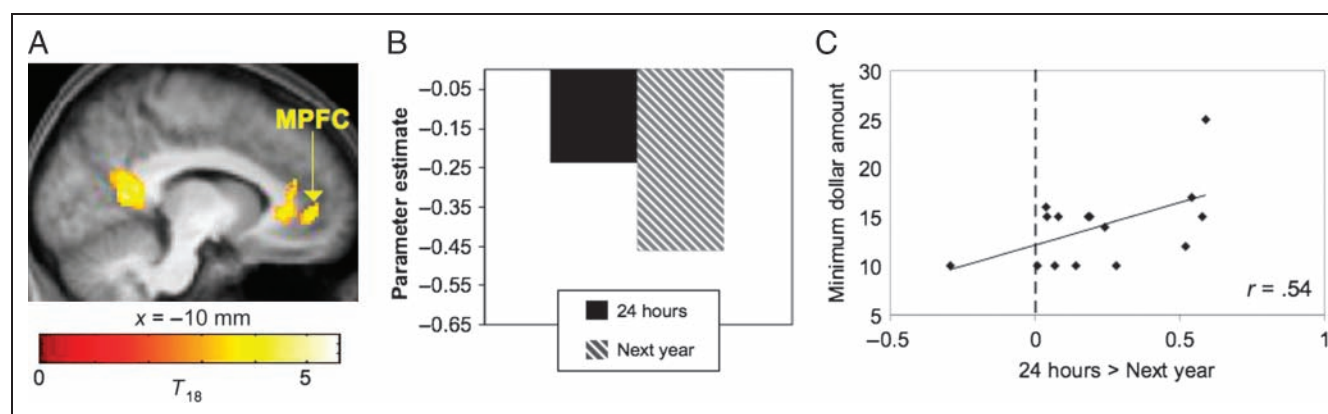 A
MPFC
x = −10 mm
0
5
T18
B
Parameter estimate
−0.05
−0.15
−0.25
−0.35
−0.45
−0.55
−0.65
24 hours
Next year
C
Minimum dollar amount
30
25
20
15
10
5
−0.5
0
0.5
1
r = .54
24 hours > Next year